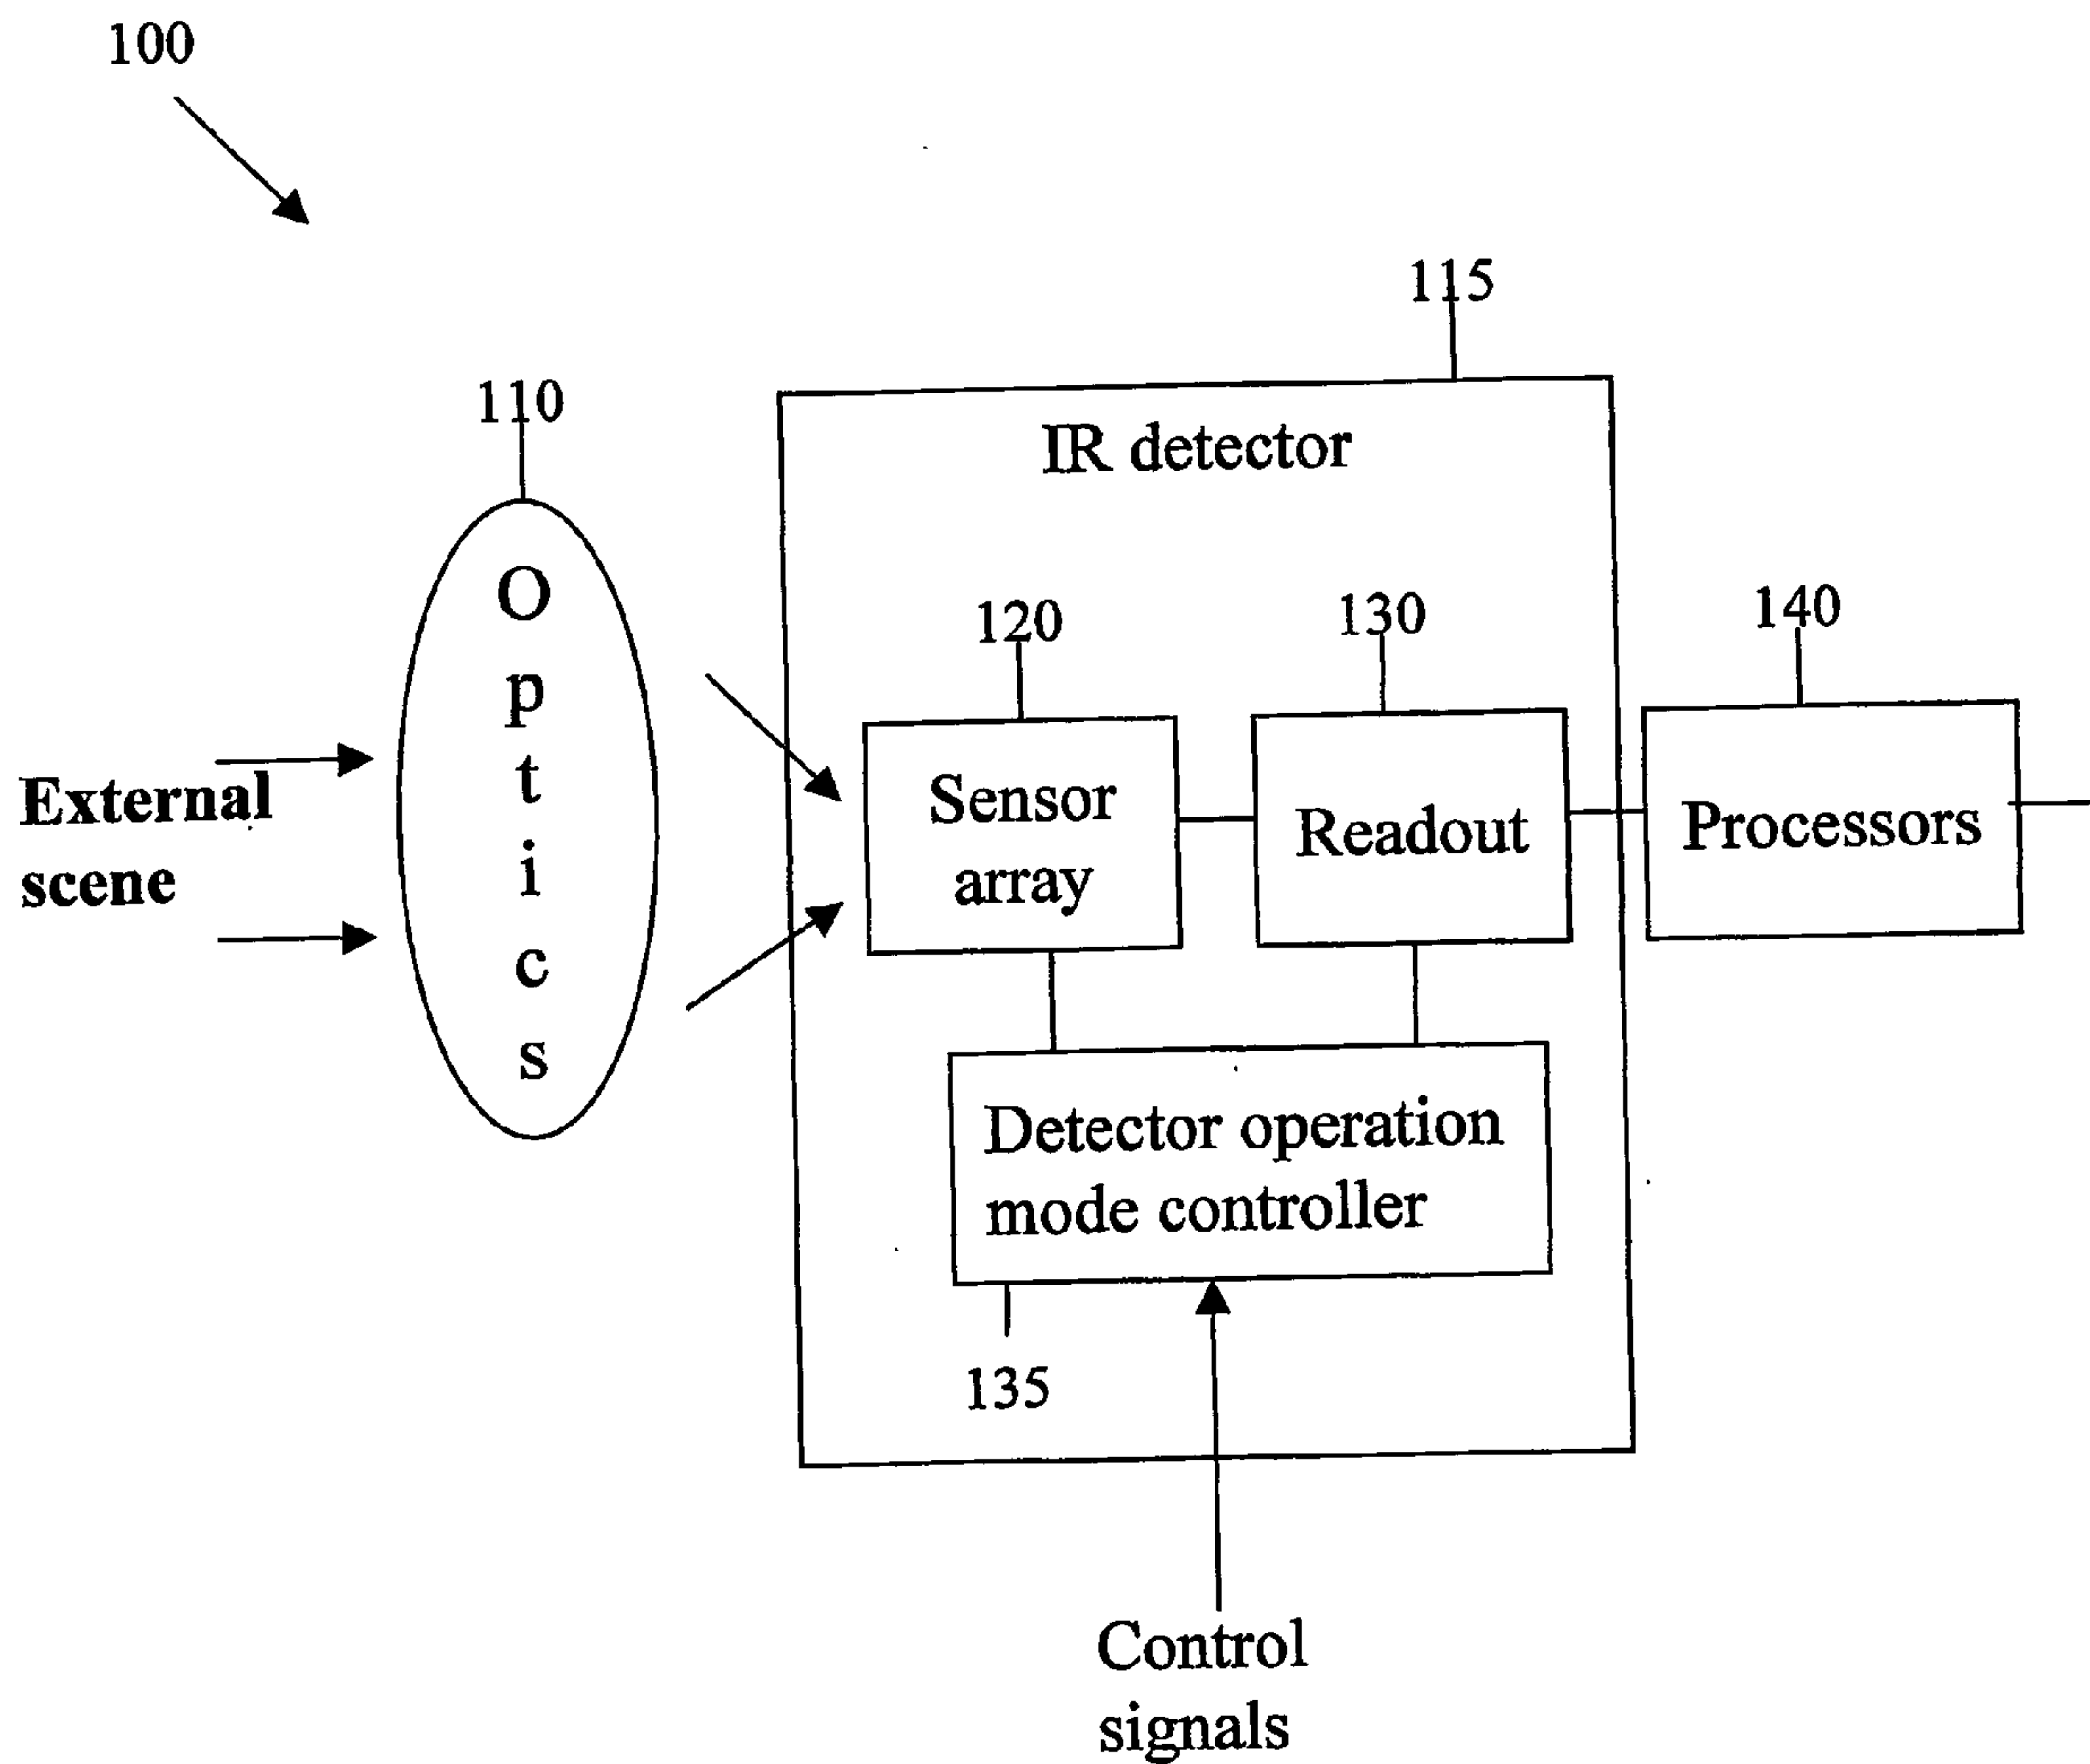 100
115
110
IR detector
Optics
120
130
140
External
scene
Sensor
array
Readout
Processors
Detector operation
mode controller
135
Control
signals